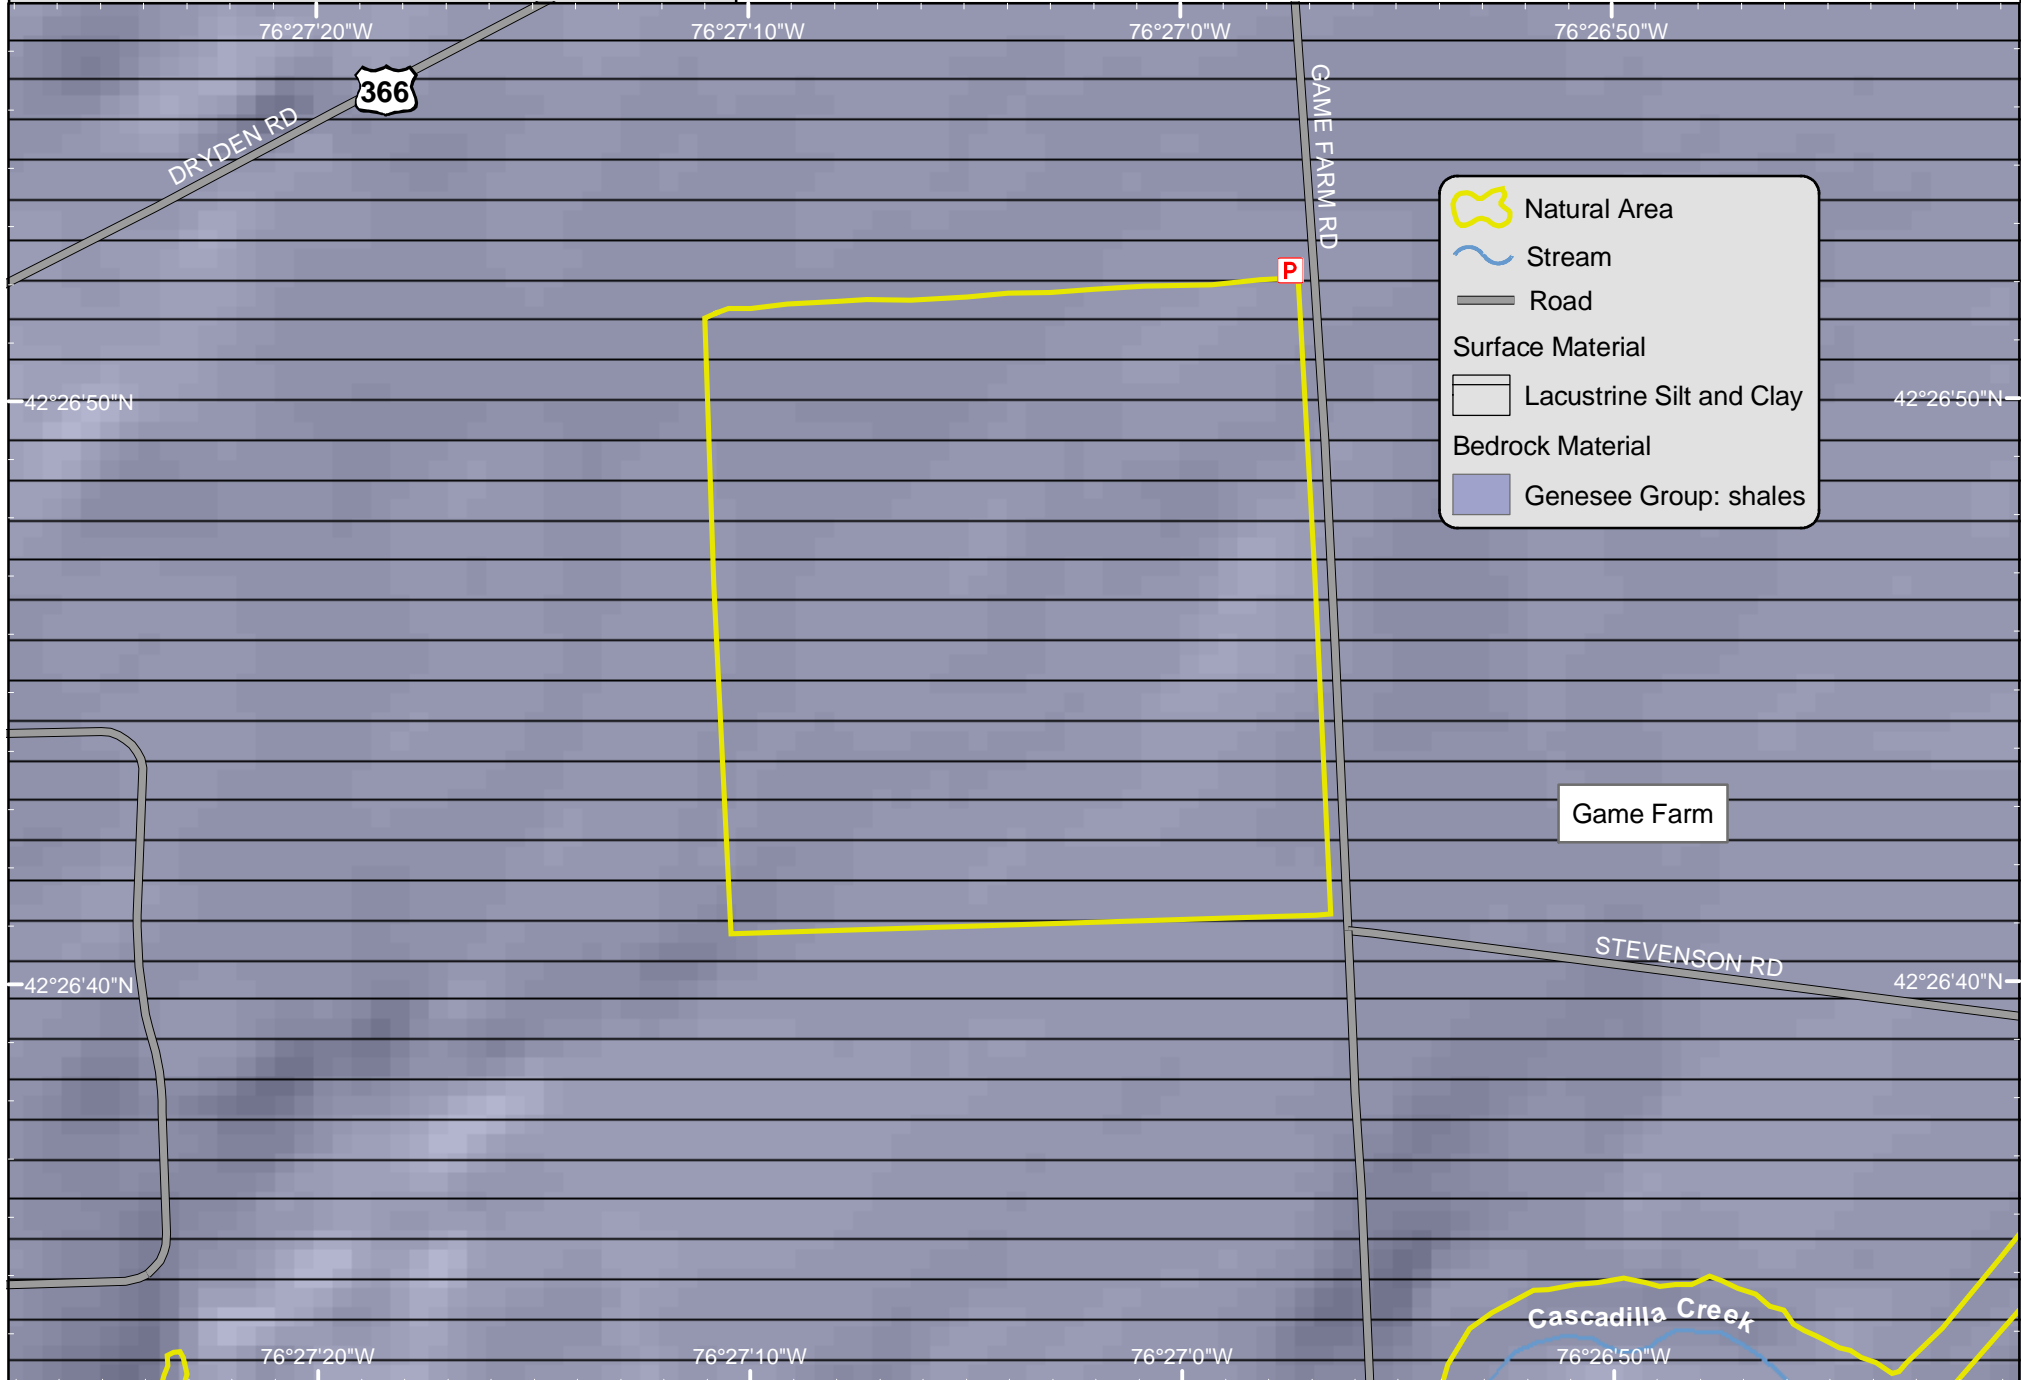 76°27'20"W
76°27'10"W
76°27'0"W
76°26'50"W
366
DRYDEN RD
GAME FARM RD
P
Natural Area
Stream
Road
Surface Material
Lacustrine Silt and Clay
Bedrock Material
Genesee Group: shales
42°26'50"N
42°26'50"N
Game Farm
STEVENSON RD
42°26'40"N
42°26'40"N
Cascadilla Creek
76°27'20"W
76°27'10"W
76°27'0"W
76°26'50"W